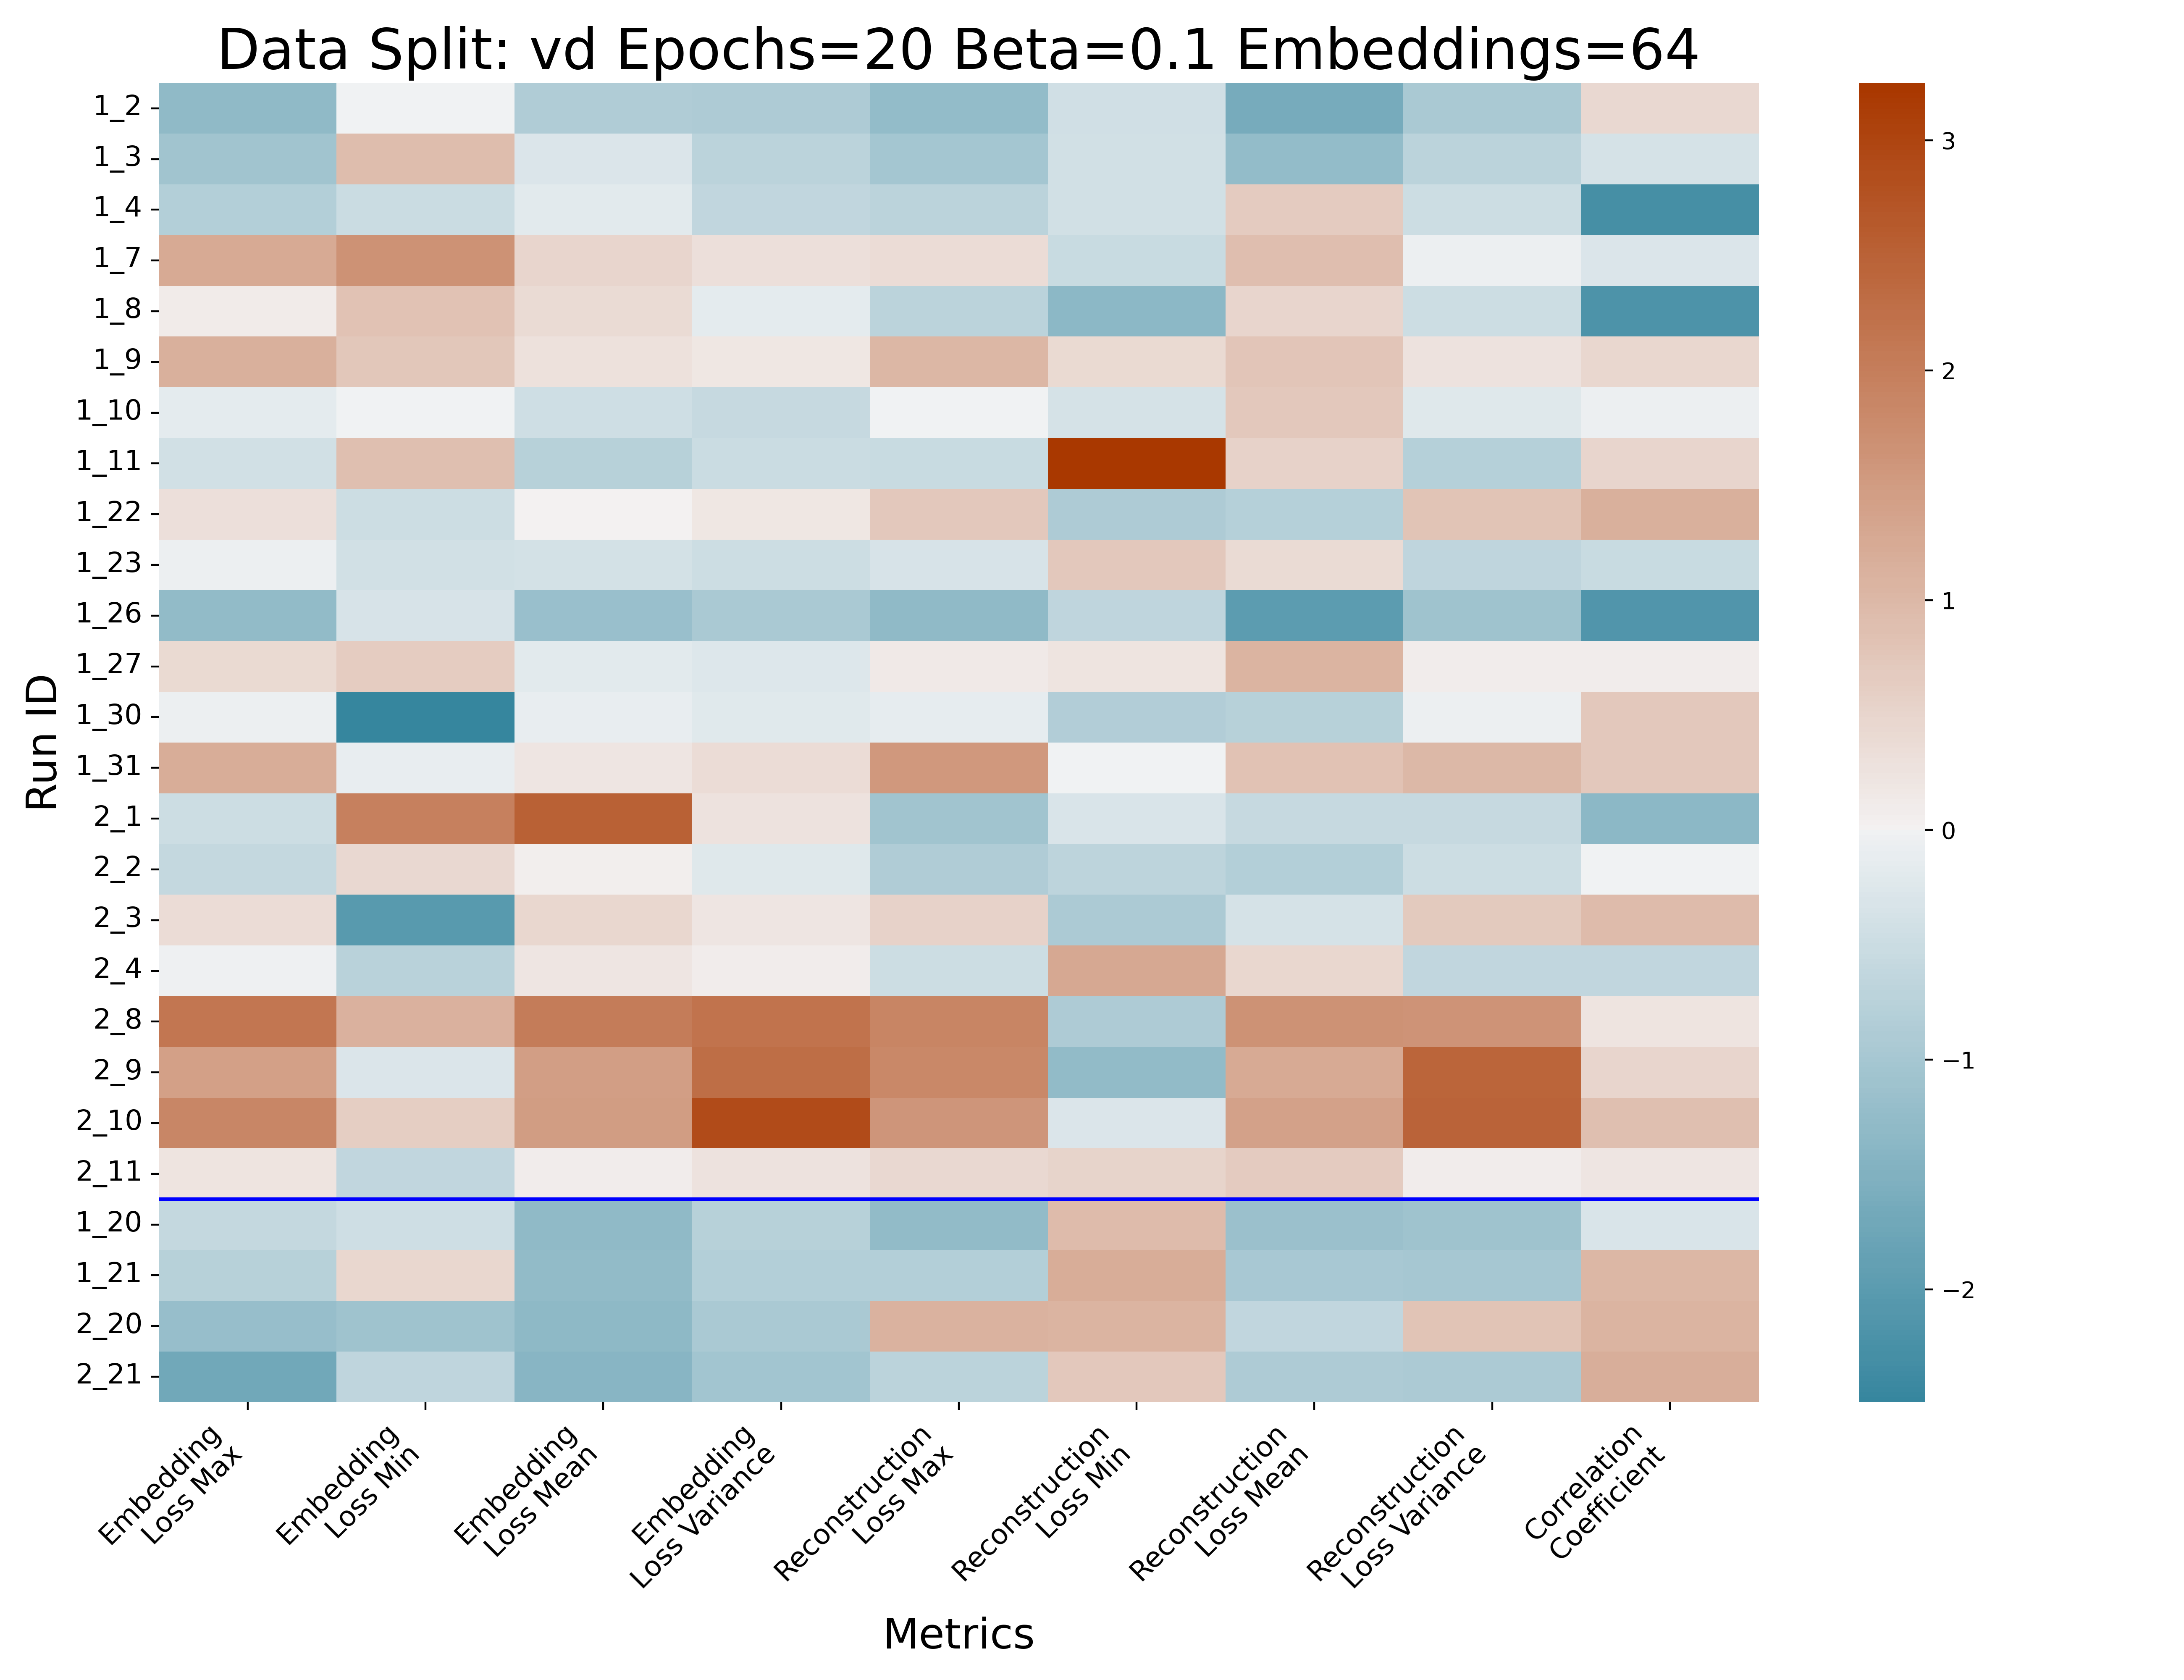 Data Split: vd Epochs=20 Beta=0.1 Embeddings=64
Run ID
1_2
1_3
1_4
1_7
1_8
1_9
1_10
1_11
1_22
1_23
1_26
1_27
1_30
1_31
2_1
2_2
2_3
2_4
2_8
2_9
2_10
2_11
1_20
1_21
2_20
2_21
Embedding
Loss Max
Embedding
Loss Min
Embedding
Loss Mean
Embedding
Loss Variance
Reconstruction
Loss Max
Reconstruction
Loss Min
Reconstruction
Loss Mean
Reconstruction
Loss Variance
Correlation
Coefficient
Metrics
3
2
1
0
−1
−2